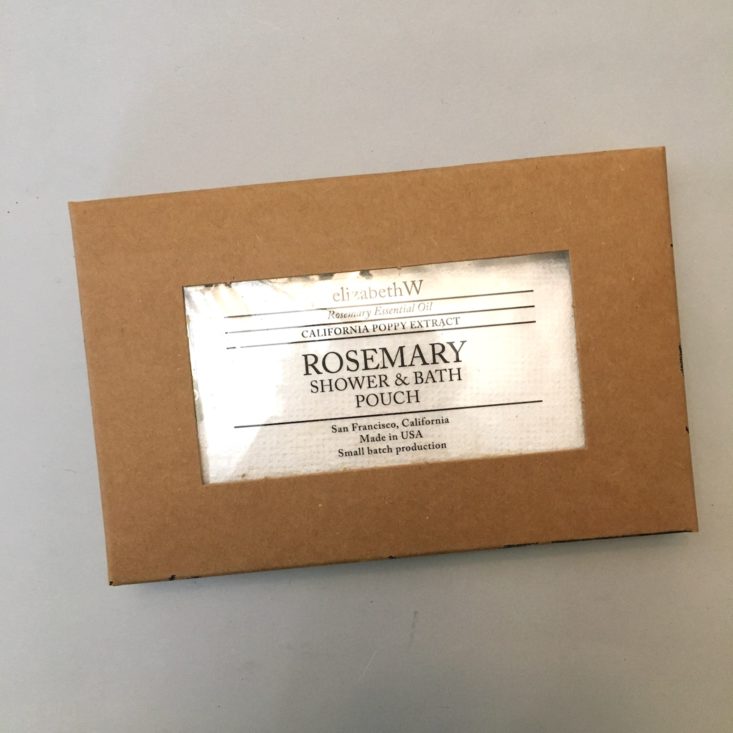 elizabethW
Rosemary Essential Oil
CALIFORNIA POPPY EXTRACT
ROSEMARY
SHOWER & BATH
POUCH
San Francisco, California
Made in USA
Small batch production